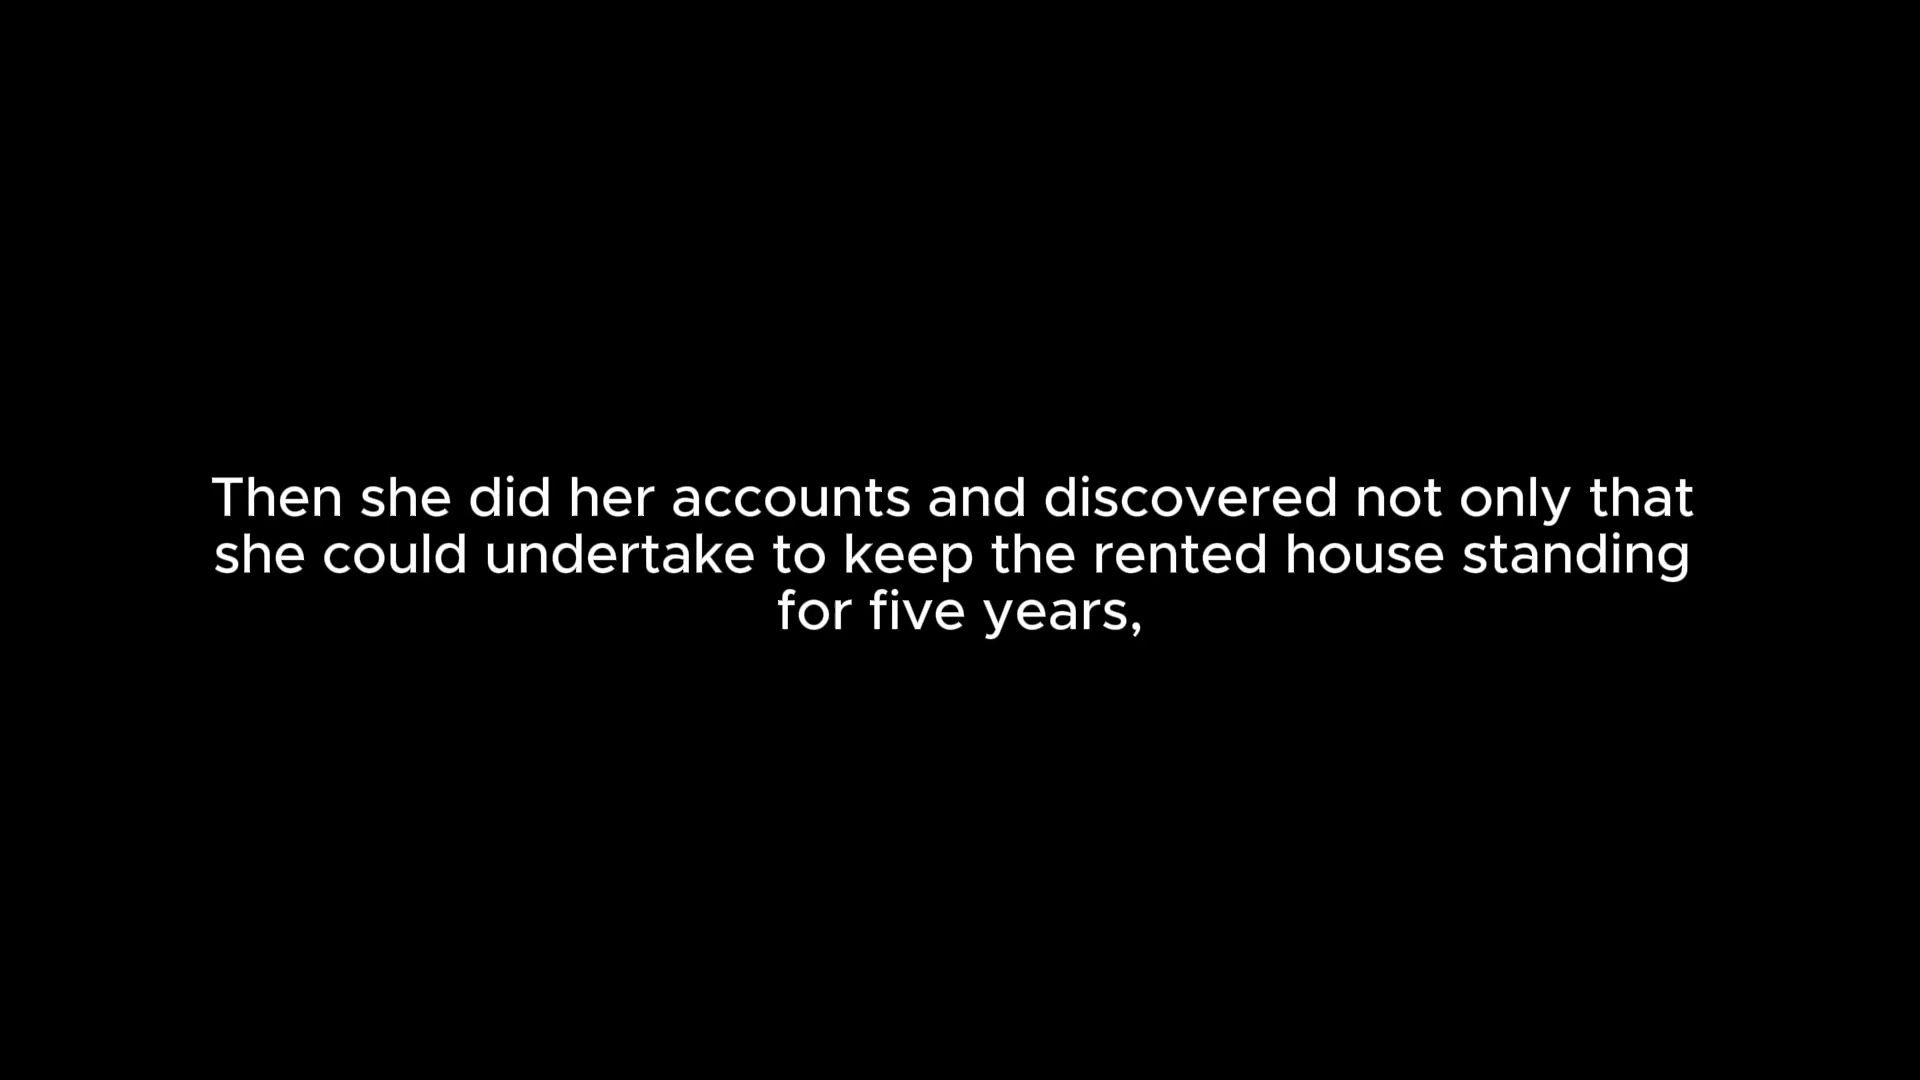 Then she did her accounts and discovered not only that
she could undertake to keep the rented house standing
for five years,